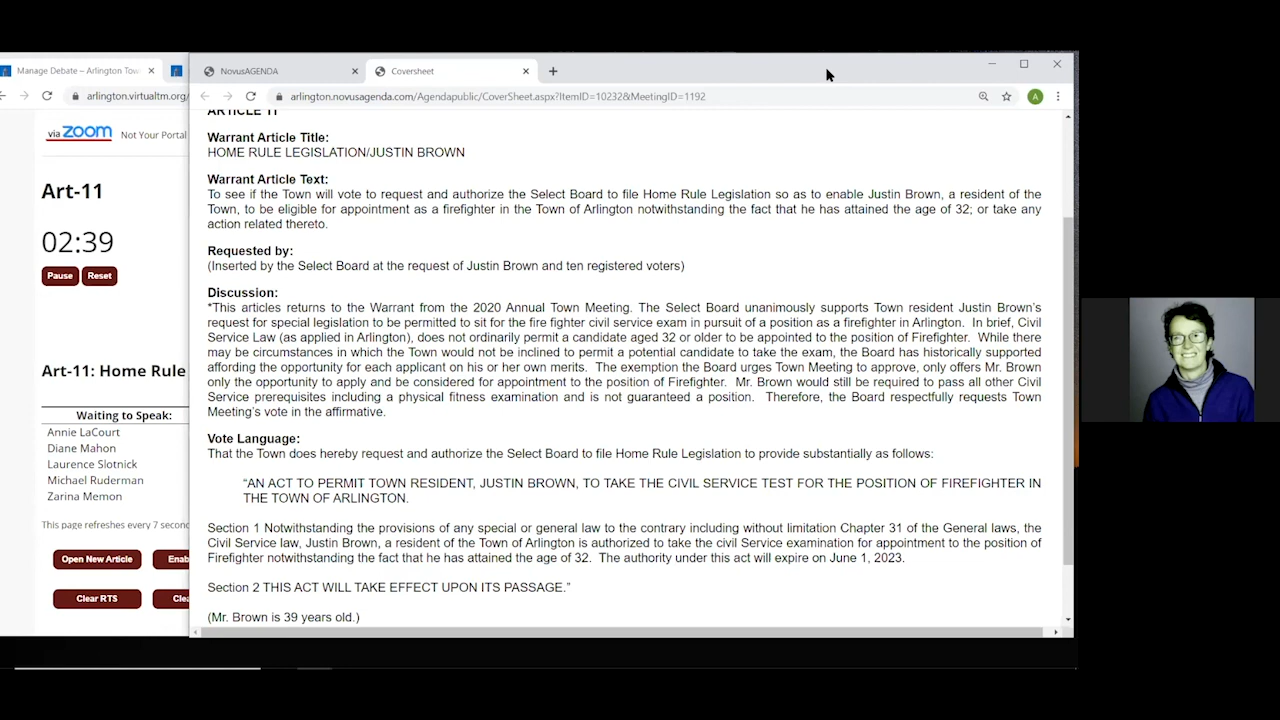 Manage Debate – Arlington Tow
NovusAGENDA
Coversheet
arlington.virtualtm.org/
arlington.novusagenda.com/Agendapublic/CoverSheet.aspx?ItemID=10232&MeetingID=1192
A
via zoom Not Your Portal
Art-11
02:39
Pause Reset
Art-11: Home Rule
Waiting to Speak:
Annie LaCourt
Diane Mahon
Laurence Slotnick
Michael Ruderman
Zarina Memon
This page refreshes every 7 second
Open New Article Enab
Clear RTS Clea
ARTICLE 11
Warrant Article Title:
HOME RULE LEGISLATION/JUSTIN BROWN
Warrant Article Text:
To see if the Town will vote to request and authorize the Select Board to file Home Rule Legislation so as to enable Justin Brown, a resident of the
Town, to be eligible for appointment as a firefighter in the Town of Arlington notwithstanding the fact that he has attained the age of 32; or take any
action related thereto.
Requested by:
(Inserted by the Select Board at the request of Justin Brown and ten registered voters)
Discussion:
*This articles returns to the Warrant from the 2020 Annual Town Meeting. The Select Board unanimously supports Town resident Justin Brown's
request for special legislation to be permitted to sit for the fire fighter civil service exam in pursuit of a position as a firefighter in Arlington. In brief, Civil
Service Law (as applied in Arlington), does not ordinarily permit a candidate aged 32 or older to be appointed to the position of Firefighter. While there
may be circumstances in which the Town would not be inclined to permit a potential candidate to take the exam, the Board has historically supported
affording the opportunity for each applicant on his or her own merits. The exemption the Board urges Town Meeting to approve, only offers Mr. Brown
only the opportunity to apply and be considered for appointment to the position of Firefighter. Mr. Brown would still be required to pass all other Civil
Service prerequisites including a physical fitness examination and is not guaranteed a position. Therefore, the Board respectfully requests Town
Meeting's vote in the affirmative.
Vote Language:
That the Town does hereby request and authorize the Select Board to file Home Rule Legislation to provide substantially as follows:
“AN ACT TO PERMIT TOWN RESIDENT, JUSTIN BROWN, TO TAKE THE CIVIL SERVICE TEST FOR THE POSITION OF FIREFIGHTER IN
THE TOWN OF ARLINGTON.
Section 1 Notwithstanding the provisions of any special or general law to the contrary including without limitation Chapter 31 of the General laws, the
Civil Service law, Justin Brown, a resident of the Town of Arlington is authorized to take the civil Service examination for appointment to the position of
Firefighter notwithstanding the fact that he has attained the age of 32. The authority under this act will expire on June 1, 2023.
Section 2 THIS ACT WILL TAKE EFFECT UPON ITS PASSAGE.”
(Mr. Brown is 39 years old.)